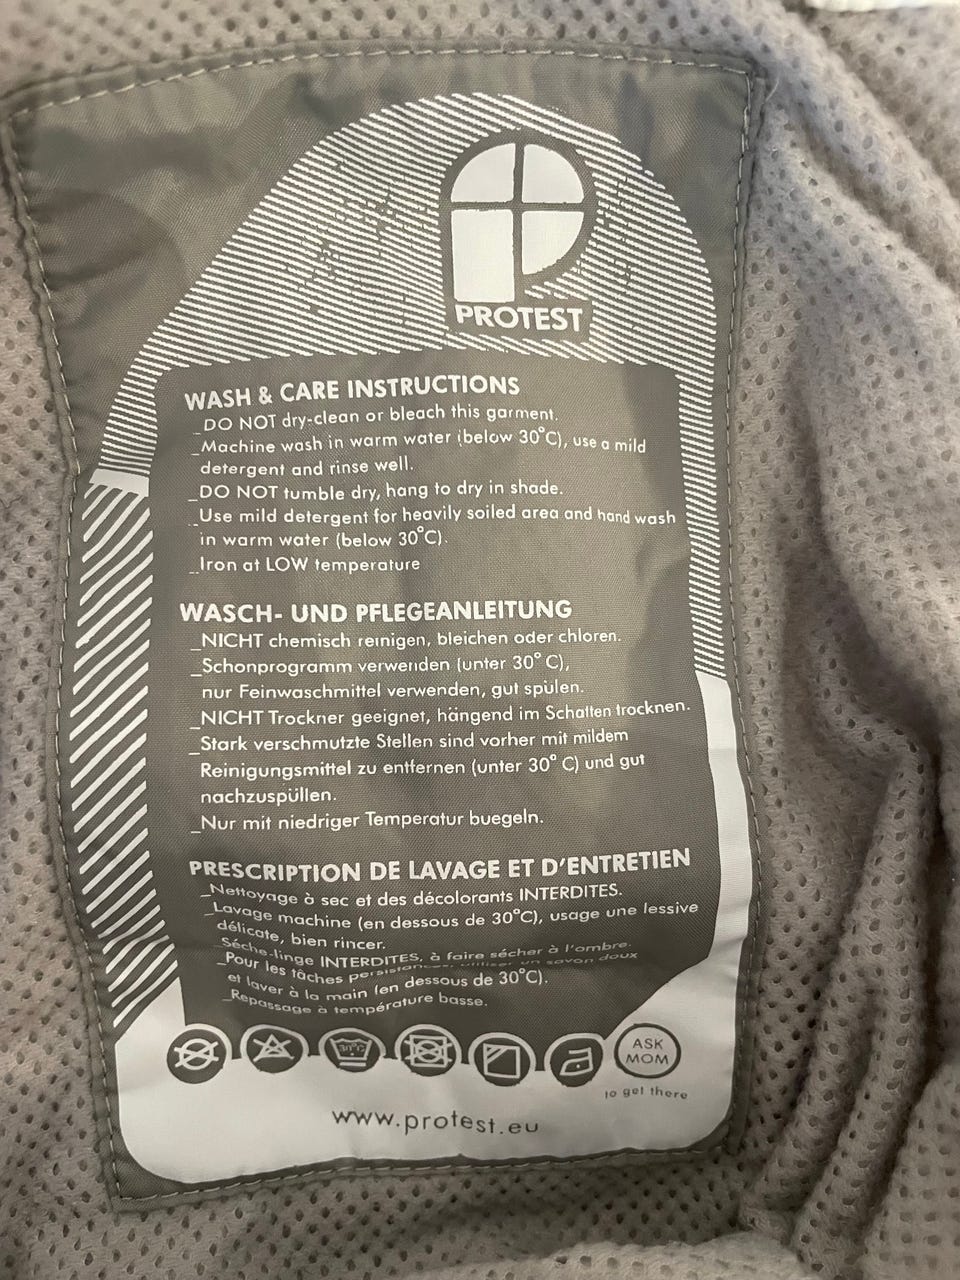 PROTEST
WASH & CARE INSTRUCTIONS
_DO NOT dry-clean or bleach this garment.
_Machine wash in warm water (below 30°C), use a mild
detergent and rinse well.
_DO NOT tumble dry, hang to dry in shade.
_Use mild detergent for heavily soiled area and hand wash
in warm water (below 30°C).
_Iron at LOW temperature
WASCH- UND PFLEGEANLEITUNG
_NICHT chemisch reinigen, bleichen oder chloren.
_Schonprogramm verwenden (unter 30° C),
nur Feinwaschmittel verwenden, gut spülen.
_NICHT Trockner geeignet, hängend im Schatten trocknen.
_Stark verschmutzte Stellen sind vorher mit mildem
Reinigungsmittel zu entfernen (unter 30° C) und gut
nachzuspüllen.
_Nur mit niedriger Temperatur buegeln.
PRESCRIPTION DE LAVAGE ET D'ENTRETIEN
_Nettoyage à sec et des décolorants INTERDITES.
_Lavage machine (en dessous de 30°C), usage une lessive
délicate, bien rincer.
_Séche-linge INTERDITES, à faire sécher à l'ombre.
_Pour les tâches persistances, utiliser un savon doux
et laver à la main (en dessous de 30°C).
_Repassage à température basse.
30°C
ASK
MOM
to get there
www.protest.eu